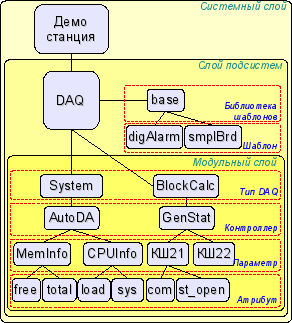 Системный слой
Демо
станция
Слой подсистем
DAQ
base
Библиотека
шаблонов
digAlarm
smplBrd
Шаблон
Модульный слой
System
BlockCalc
Тип DAQ
AutoDA
GenStat
Контроллер
MemInfo
CPUInfo
КШ21
КШ22
Параметр
free
total
load
sys
com
st_open
Атрибут